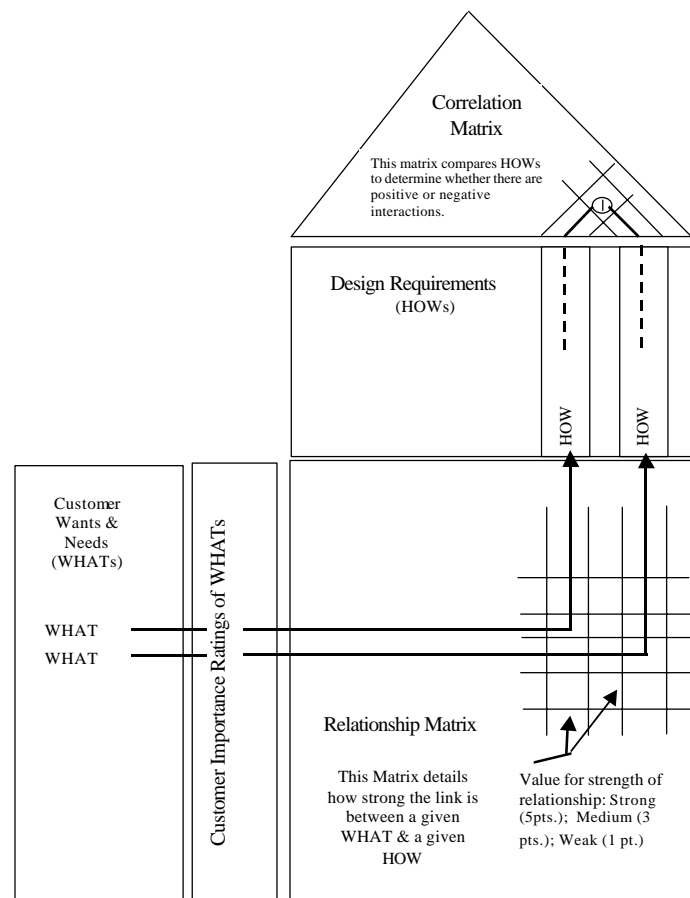 Correlation
Matrix
This matrix compares HOWs
to determine whether there are
positive or negative
interactions.
Design Requirements
(HOWs)
HOW
HOW
Customer
Wants &
Needs
(WHATs)
Customer Importance Ratings of WHATs
WHAT
WHAT
Relationship Matrix
This Matrix details
how strong the link is
between a given
WHAT & a given
HOW
Value for strength of
relationship: Strong
(5pts.); Medium (3
pts.); Weak (1 pt.)